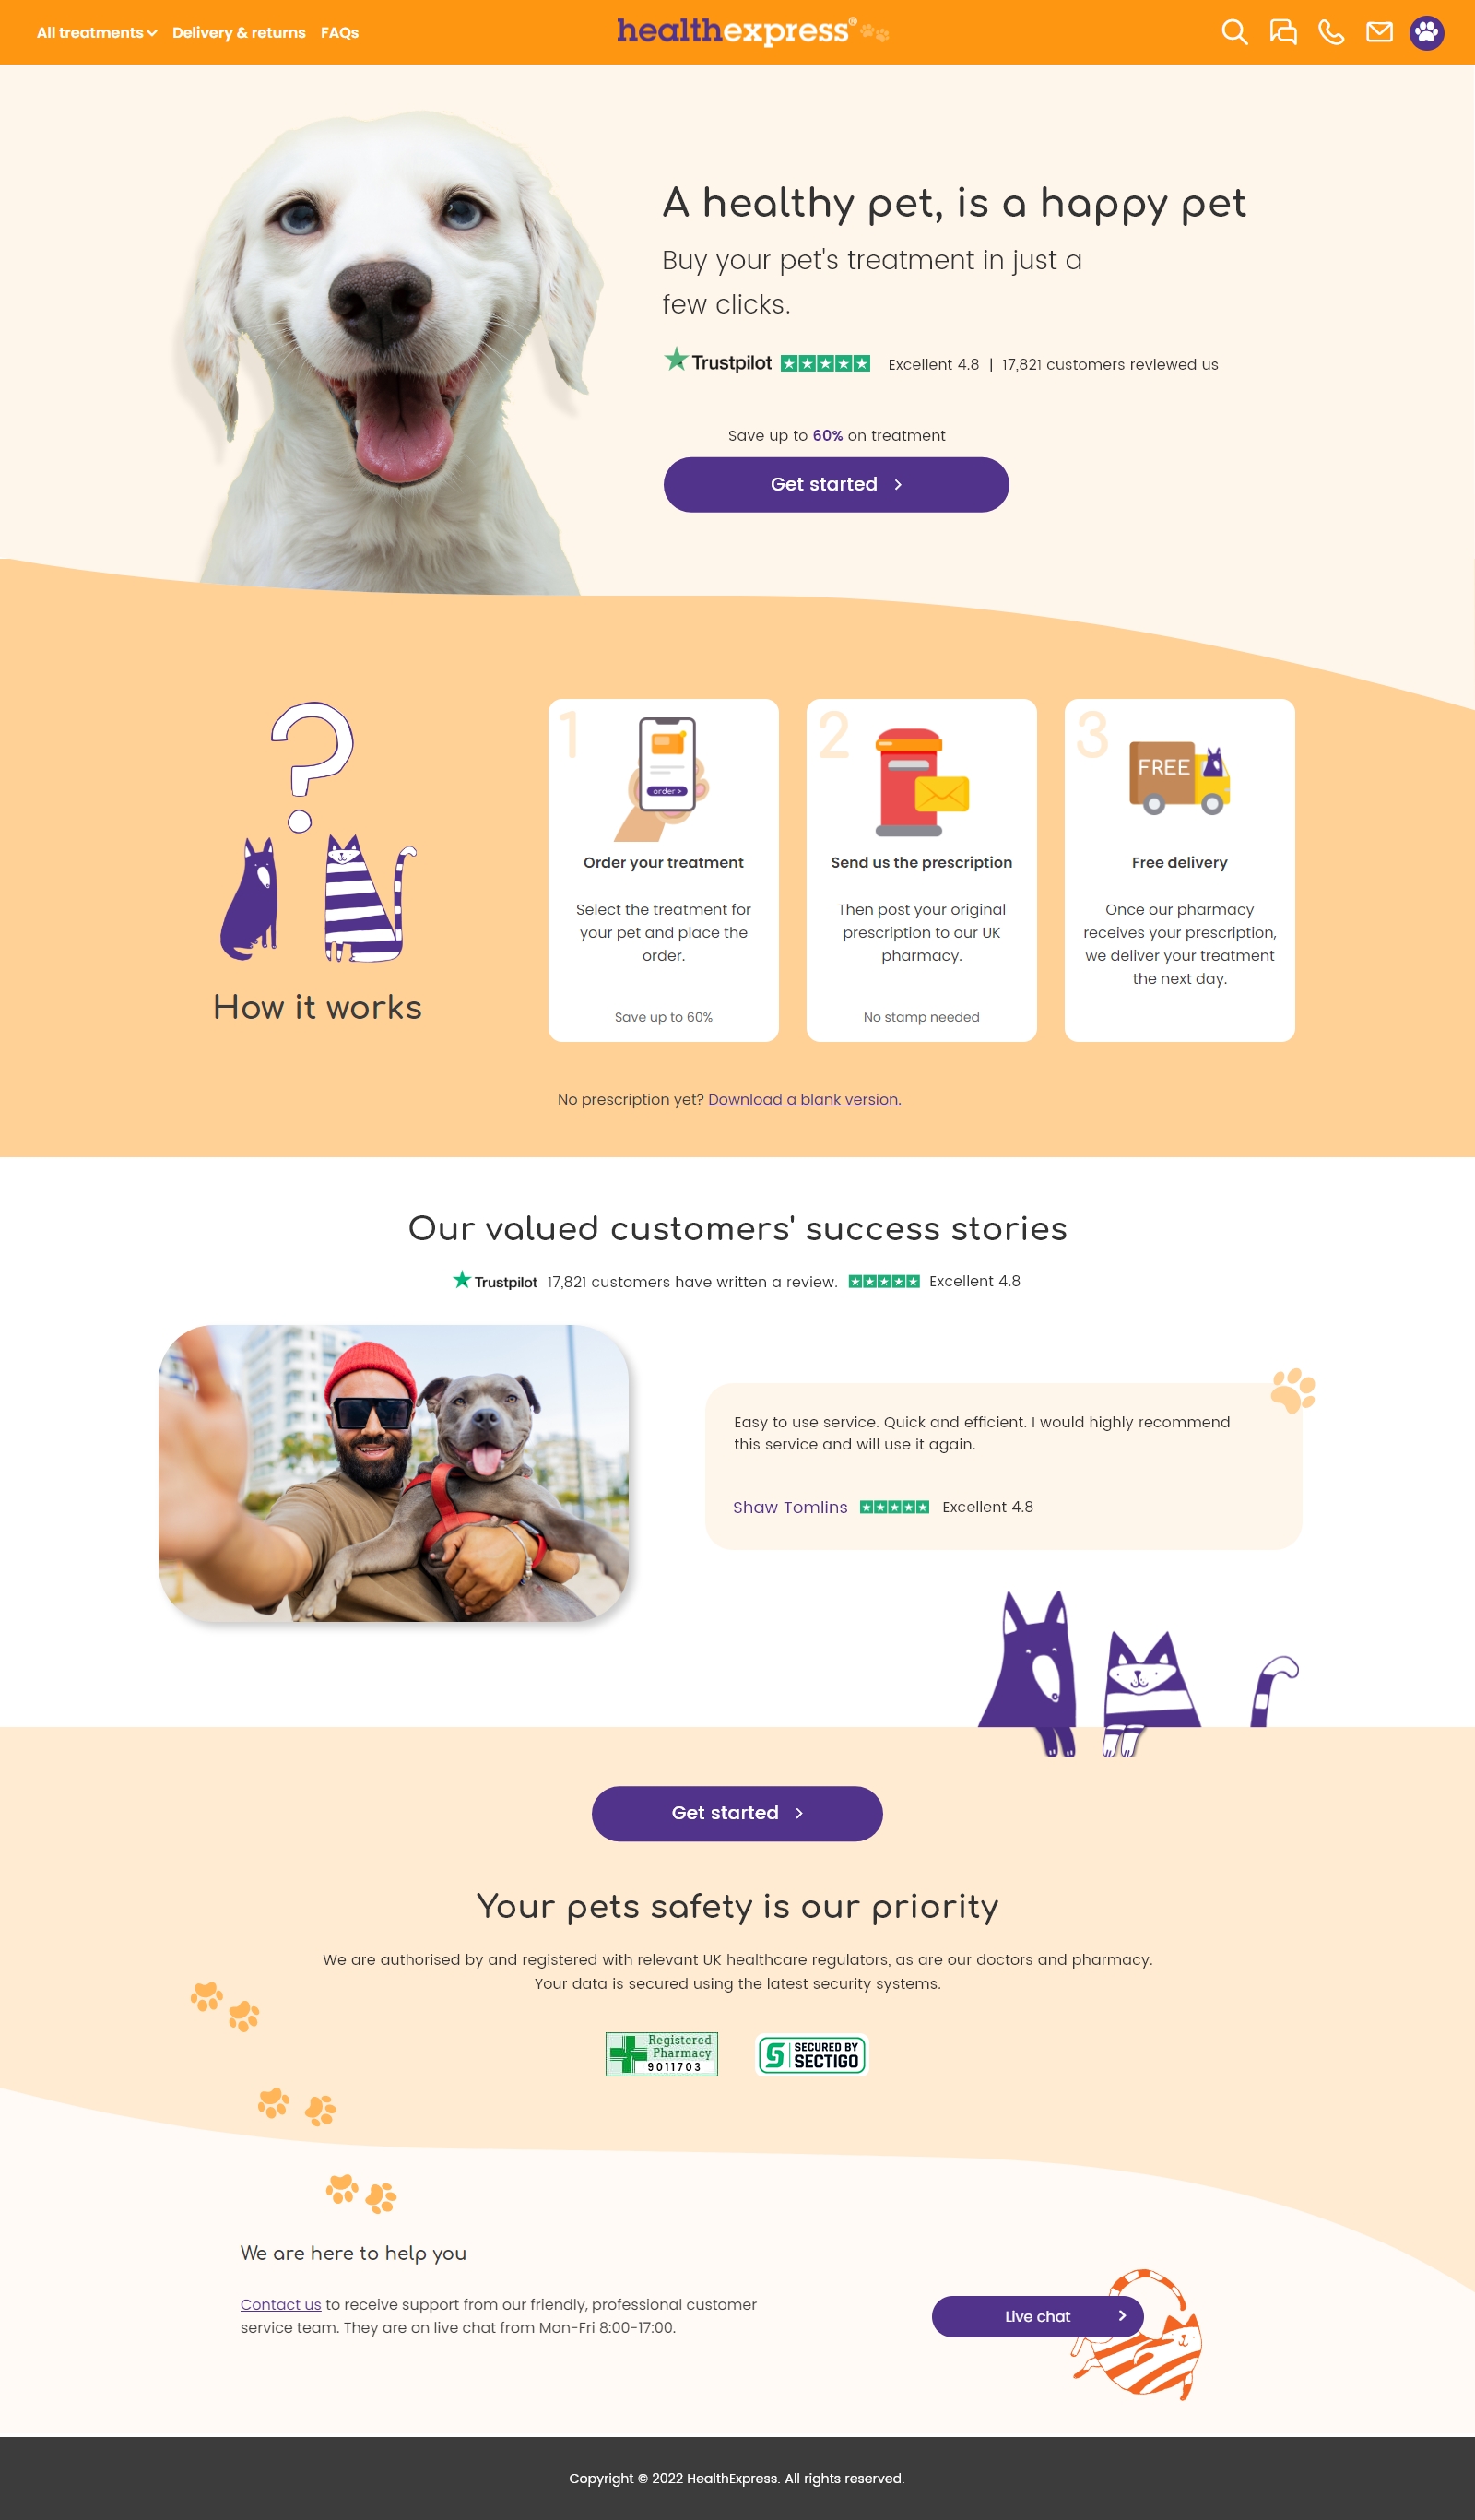 All treatments
Delivery & returns
FAQs
healthexpress®
A healthy pet, is a happy pet
Buy your pet's treatment in just a
few clicks.
Trustpilot Excellent 4.8 | 17,821 customers reviewed us
Save up to 60% on treatment
Get started
How it works
1
order >
Order your treatment
Select the treatment for
your pet and place the
order.
Save up to 60%
2
Send us the prescription
Then post your original
prescription to our UK
pharmacy.
No stamp needed
3
FREE
Free delivery
Once our pharmacy
receives your prescription,
we deliver your treatment
the next day.
No prescription yet? Download a blank version.
Our valued customers' success stories
Trustpilot 17,821 customers have written a review. Excellent 4.8
Easy to use service. Quick and efficient. I would highly recommend
this service and will use it again.
Shaw Tomlins Excellent 4.8
Get started
Your pets safety is our priority
We are authorised by and registered with relevant UK healthcare regulators, as are our doctors and pharmacy.
Your data is secured using the latest security systems.
Registered
Pharmacy
9011703
SECURED BY
SECTIGO
We are here to help you
Contact us to receive support from our friendly, professional customer
service team. They are on live chat from Mon-Fri 8:00-17:00.
Live chat
Copyright © 2022 HealthExpress. All rights reserved.